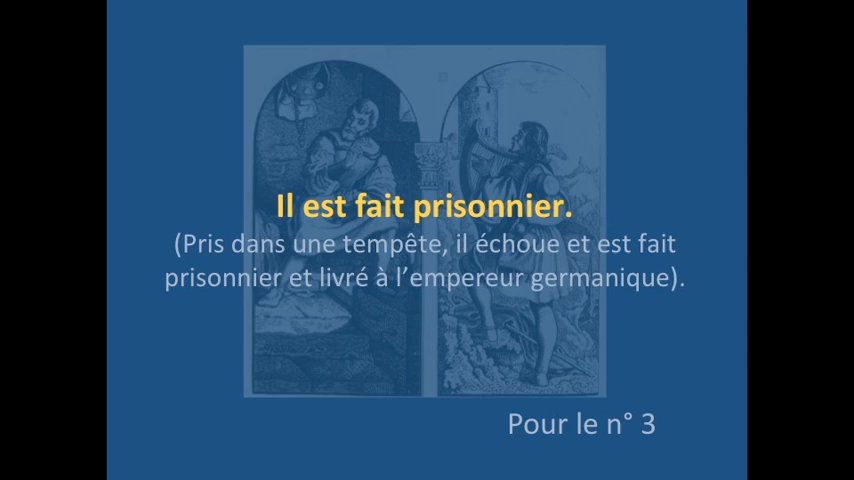 Il est fait prisonnier.
(Pris dans une tempête, il échoue et est fait
prisonnier et livré à l’empereur germanique).
Pour le n° 3